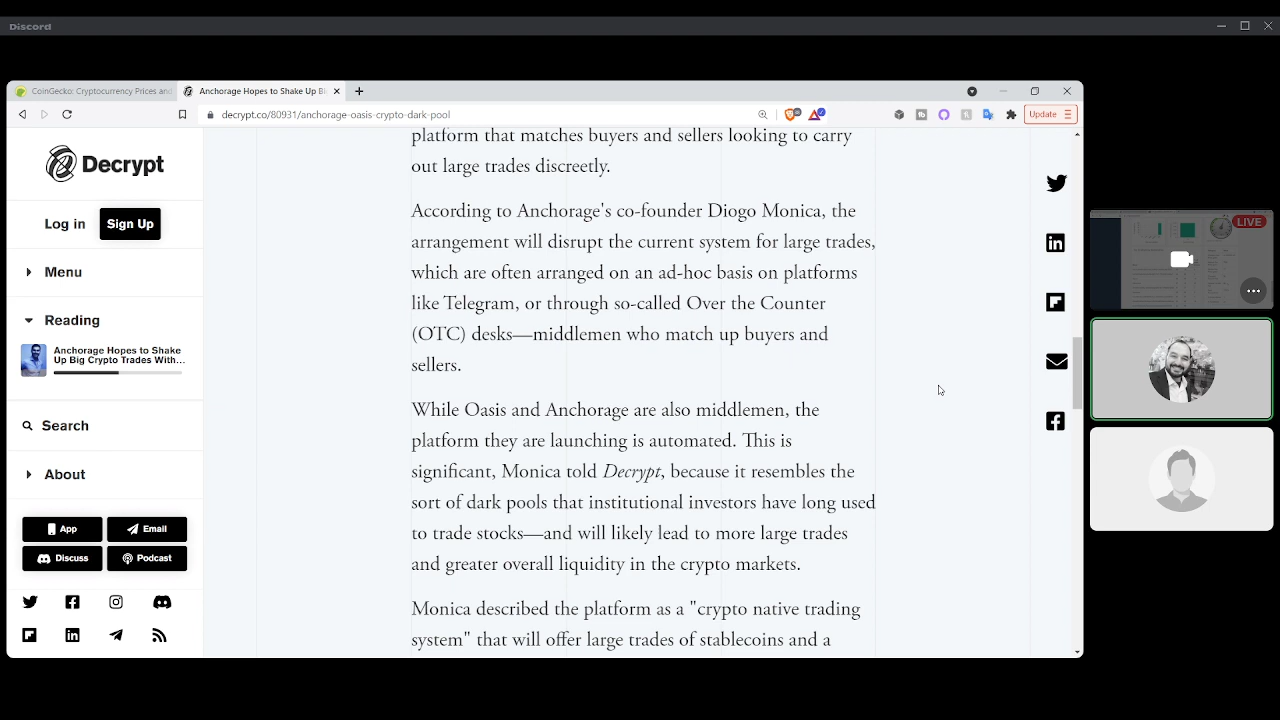 Discord
CoinGecko: Cryptocurrency Prices and
Anchorage Hopes to Shake Up Bi
decrypt.co/80931/anchorage-oasis-crypto-dark-pool
Update
Decrypt
Log in
Sign Up
Menu
Reading
Anchorage Hopes to Shake
Up Big Crypto Trades With...
Search
About
App
Email
Discuss
Podcast
platform that matches buyers and sellers looking to carry
out large trades discreetly.
According to Anchorage's co-founder Diogo Monica, the
arrangement will disrupt the current system for large trades,
which are often arranged on an ad-hoc basis on platforms
like Telegram, or through so-called Over the Counter
(OTC) desks—middlemen who match up buyers and
sellers.
While Oasis and Anchorage are also middlemen, the
platform they are launching is automated. This is
significant, Monica told Decrypt, because it resembles the
sort of dark pools that institutional investors have long used
to trade stocks—and will likely lead to more large trades
and greater overall liquidity in the crypto markets.
Monica described the platform as a "crypto native trading
system" that will offer large trades of stablecoins and a
LIVE